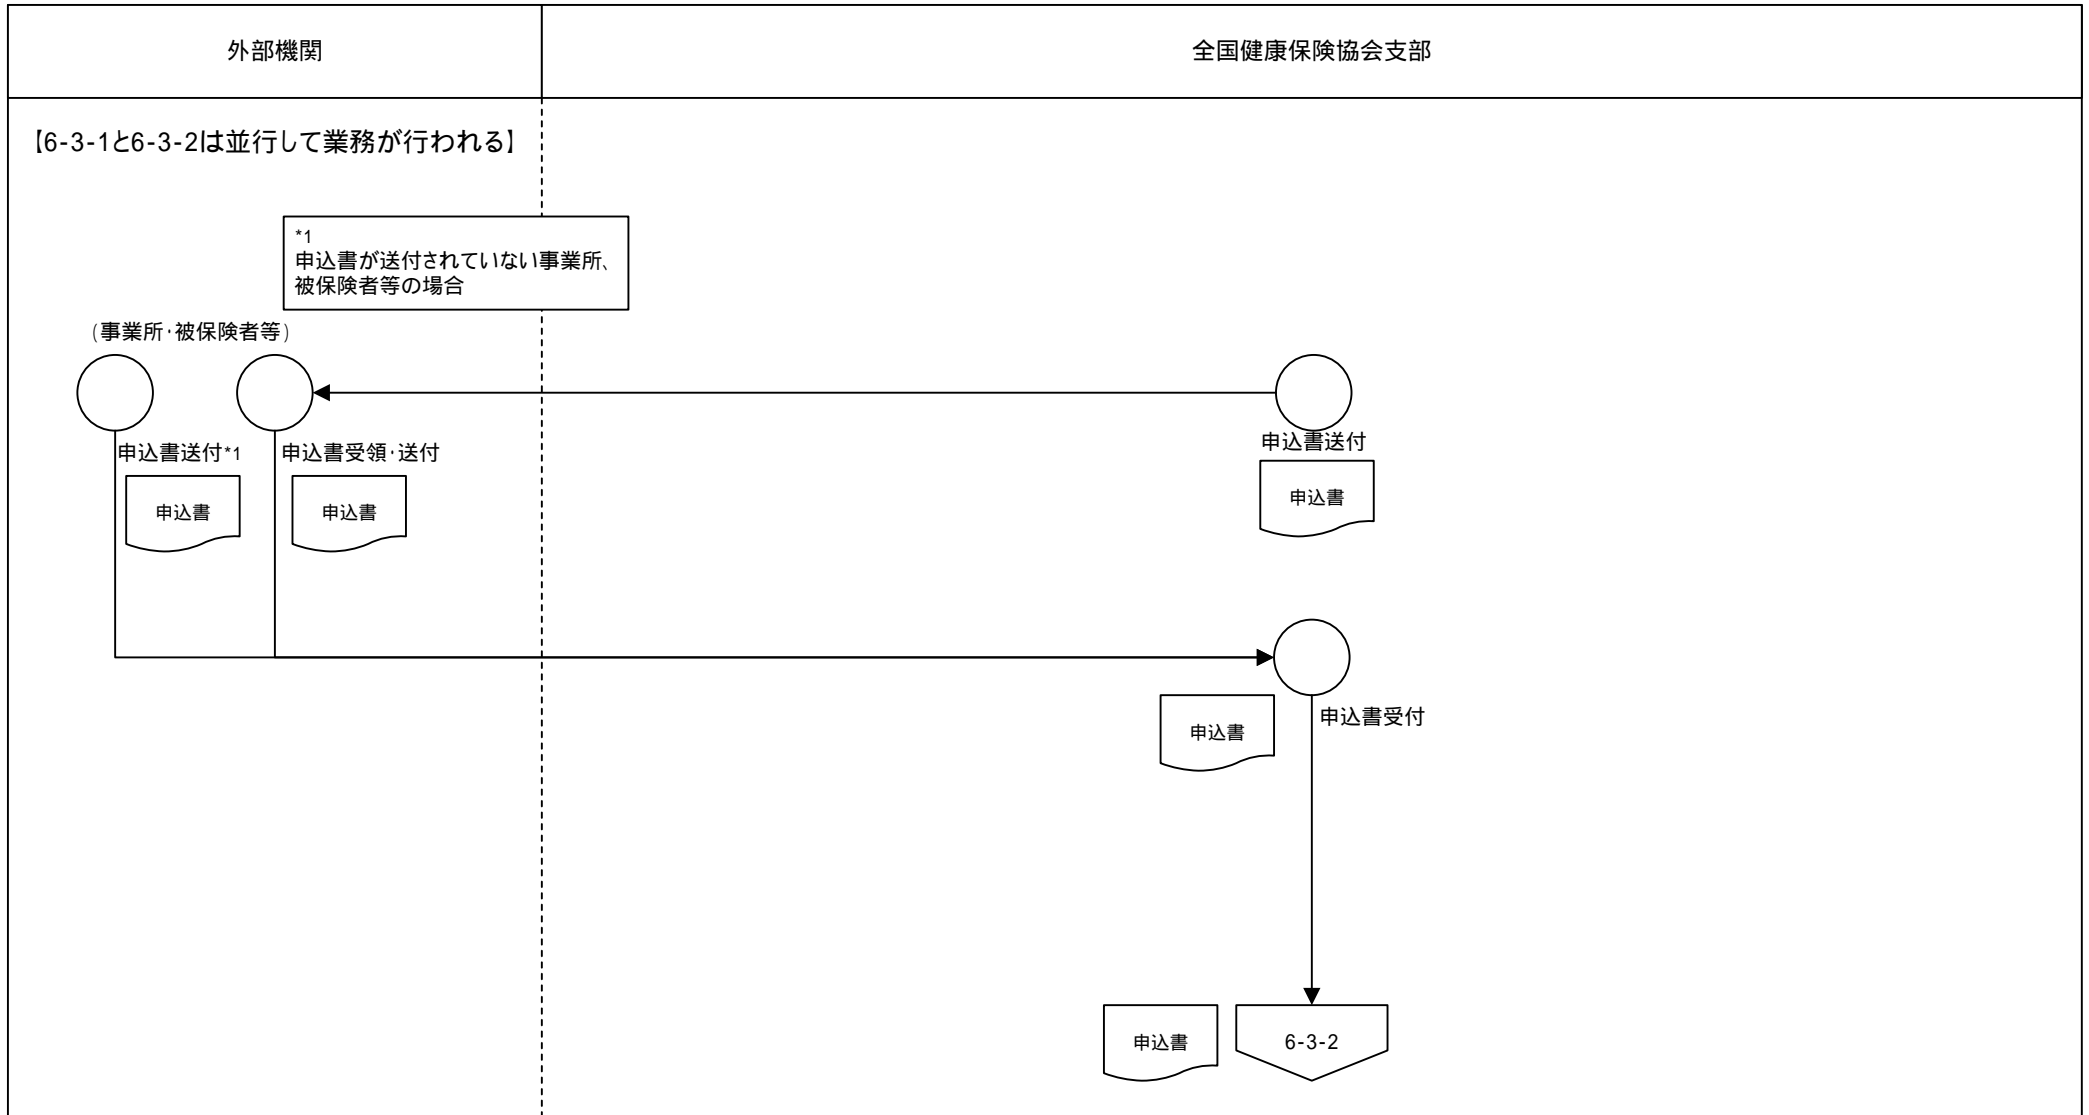 外部機関
全国健康保険協会支部
【6-3-1と6-3-2は並行して業務が行われる】
*1
申込書が送付されていない事業所、
被保険者等の場合
(事業所・被保険者等)
申込書送付*1
申込書受領・送付
申込書送付
申込書
申込書
申込書
申込書受付
申込書
申込書
6-3-2